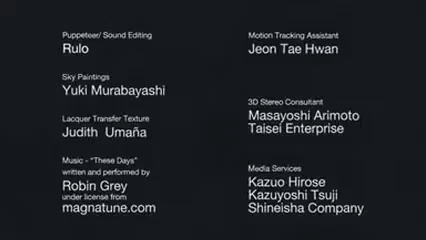 Puppeteer/ Sound Editing
Rulo
Sky Paintings
Yuki Murabayashi
Lacquer Transfer Texture
Judith Umaña
Music - “These Days”
written and performed by
Robin Grey
under license from
magnatune.com
Motion Tracking Assistant
Jeon Tae Hwan
3D Stereo Consultant
Masayoshi Arimoto
Taisei Enterprise
Media Services
Kazuo Hirose
Kazuyoshi Tsuji
Shineisha Company